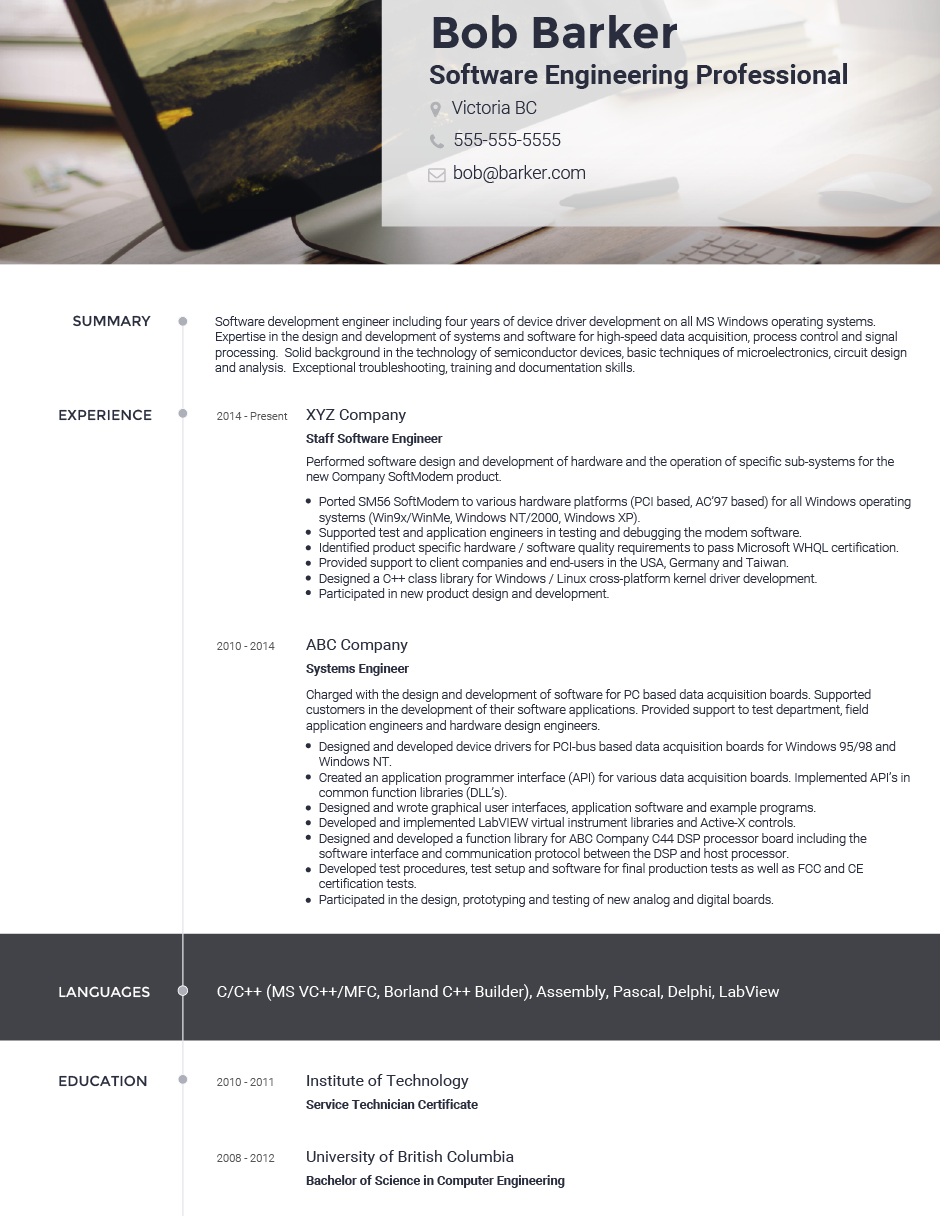 Bob Barker
Software Engineering Professional
Victoria BC
555-555-5555
bob@barker.com
SUMMARY
Software development engineer including four years of device driver development on all MS Windows operating systems.
Expertise in the design and development of systems and software for high-speed data acquisition, process control and signal
processing.  Solid background in the technology of semiconductor devices, basic techniques of microelectronics, circuit design
and analysis.  Exceptional troubleshooting, training and documentation skills.
EXPERIENCE
2014 - Present XYZ Company
Staff Software Engineer
Performed software design and development of hardware and the operation of specific sub-systems for the
new Company SoftModem product.
• Ported SM56 SoftModem to various hardware platforms (PCI based, AC’97 based) for all Windows operating
systems (Win9x/WinMe, Windows NT/2000, Windows XP).
• Supported test and application engineers in testing and debugging the modem software.
• Identified product specific hardware / software quality requirements to pass Microsoft WHQL certification.
• Provided support to client companies and end-users in the USA, Germany and Taiwan.
• Designed a C++ class library for Windows / Linux cross-platform kernel driver development.
• Participated in new product design and development.
2010 - 2014 ABC Company
Systems Engineer
Charged with the design and development of software for PC based data acquisition boards. Supported
customers in the development of their software applications. Provided support to test department, field
application engineers and hardware design engineers.
• Designed and developed device drivers for PCI-bus based data acquisition boards for Windows 95/98 and
Windows NT.
• Created an application programmer interface (API) for various data acquisition boards. Implemented API’s in
common function libraries (DLL’s).
• Designed and wrote graphical user interfaces, application software and example programs.
• Developed and implemented LabVIEW virtual instrument libraries and Active-X controls.
• Designed and developed a function library for ABC Company C44 DSP processor board including the
software interface and communication protocol between the DSP and host processor.
• Developed test procedures, test setup and software for final production tests as well as FCC and CE
certification tests.
• Participated in the design, prototyping and testing of new analog and digital boards.
LANGUAGES
C/C++ (MS VC++/MFC, Borland C++ Builder), Assembly, Pascal, Delphi, LabView
EDUCATION
2010 - 2011 Institute of Technology
Service Technician Certificate
2008 - 2012 University of British Columbia
Bachelor of Science in Computer Engineering